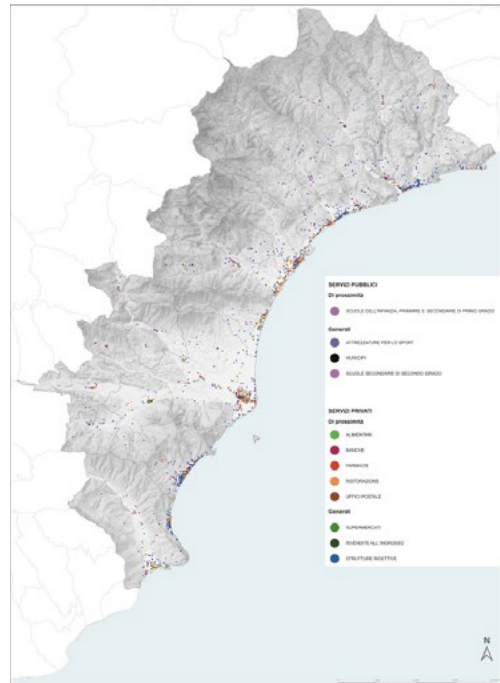 SERVIZI PUBBLICI
Di prossimità
SCUOLE DELL'INFANZA, PRIMARIE E SECONDARIE DI PRIMO GRADO
Generali
ATTREZZATURE PER LO SPORT
MUNICIPI
SCUOLE SECONDARIE DI SECONDO GRADO
SERVIZI PRIVATI
Di prossimità
ALIMENTARI
BANCHE
FARMACIE
RISTORAZIONE
UFFICI POSTALI
Generali
SUPERMERCATI
RIVENDITE ALL'INGROSSO
STRUTTURE RICETTIVE
N